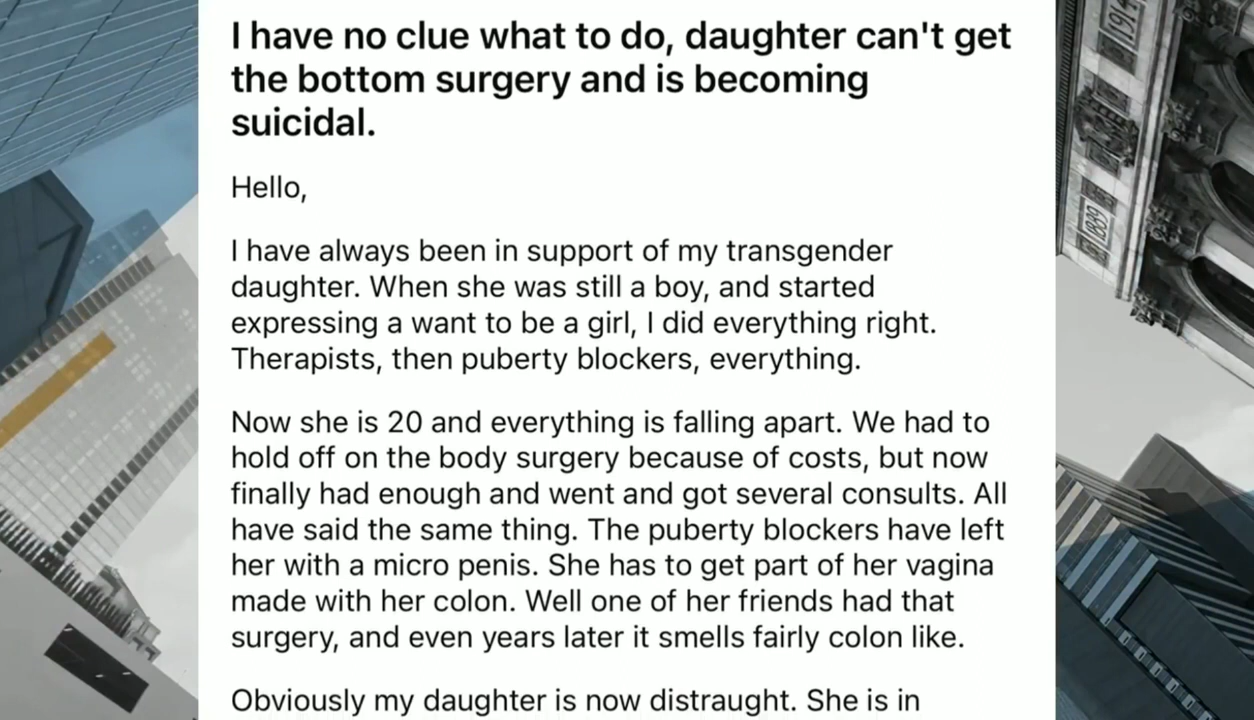 I have no clue what to do, daughter can't get
the bottom surgery and is becoming
suicidal.
Hello,
I have always been in support of my transgender
daughter. When she was still a boy, and started
expressing a want to be a girl, I did everything right.
Therapists, then puberty blockers, everything.
Now she is 20 and everything is falling apart. We had to
hold off on the body surgery because of costs, but now
finally had enough and went and got several consults. All
have said the same thing. The puberty blockers have left
her with a micro penis. She has to get part of her vagina
made with her colon. Well one of her friends had that
surgery, and even years later it smells fairly colon like.
Obviously my daughter is now distraught. She is in
1914
1889